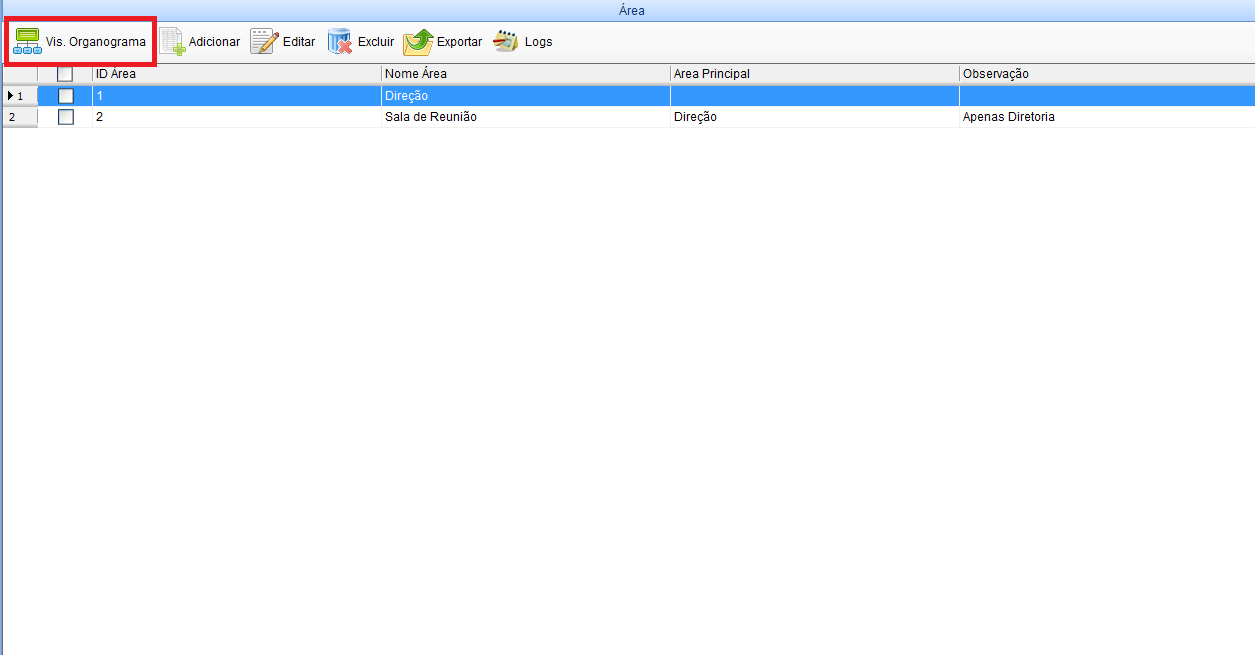 Área
Vis. Organograma Adicionar Editar Excluir Exportar Logs
ID Área Nome Área Area Principal Observação
1 1 Direção
2 2 Sala de Reunião Direção Apenas Diretoria